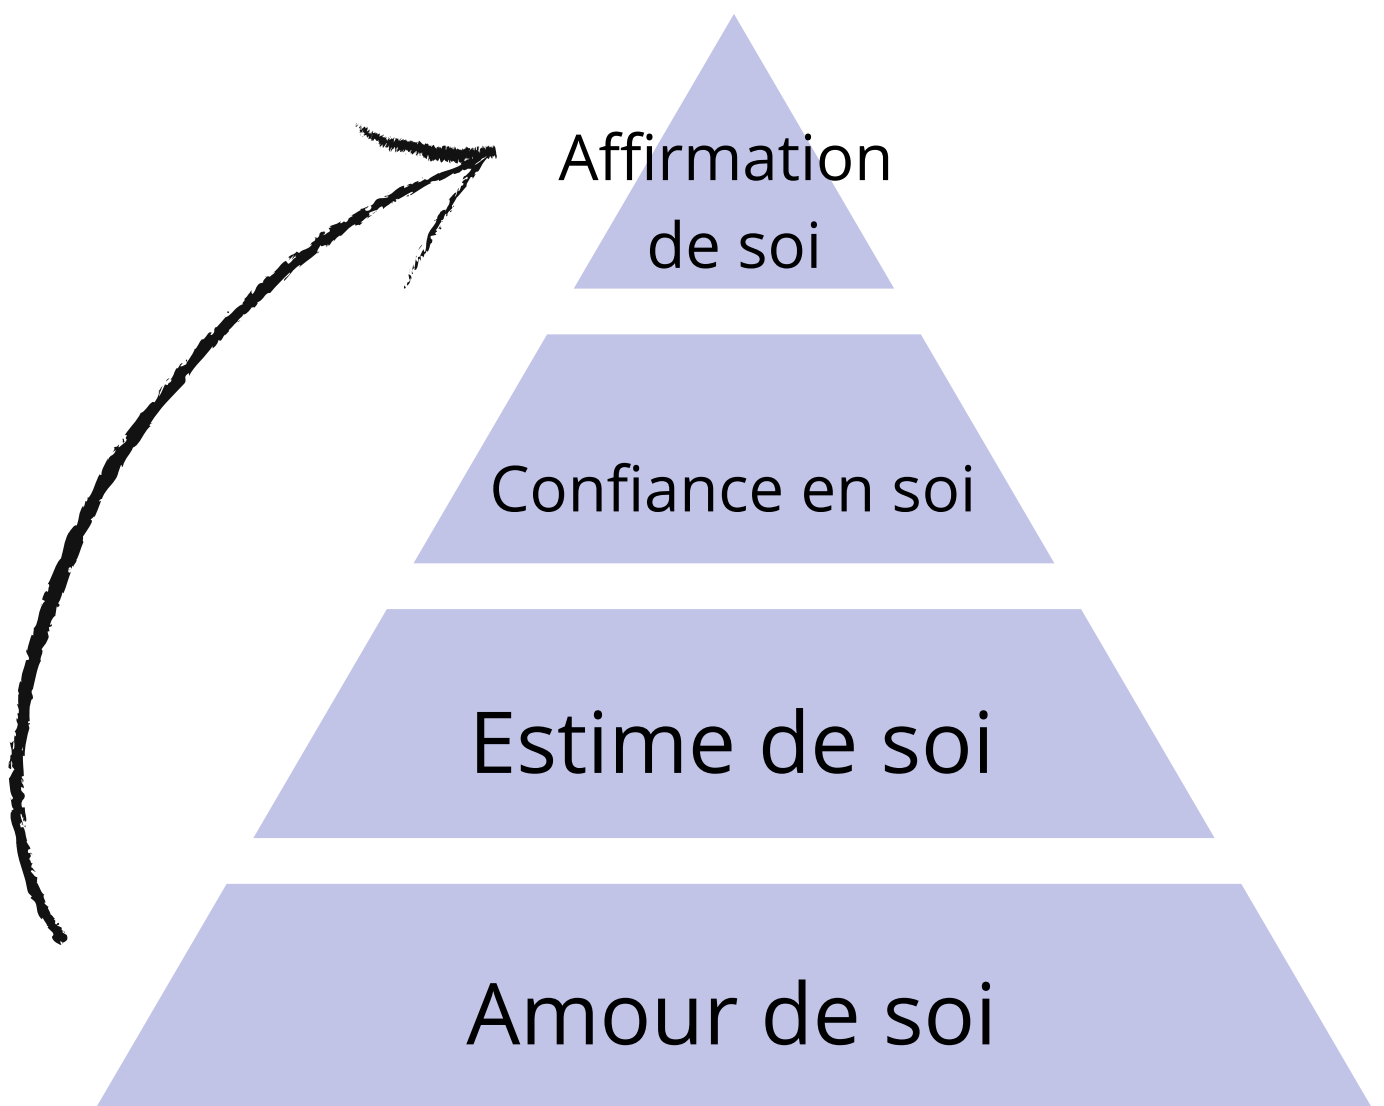 Affirmation
de soi
Confiance en soi
Estime de soi
Amour de soi